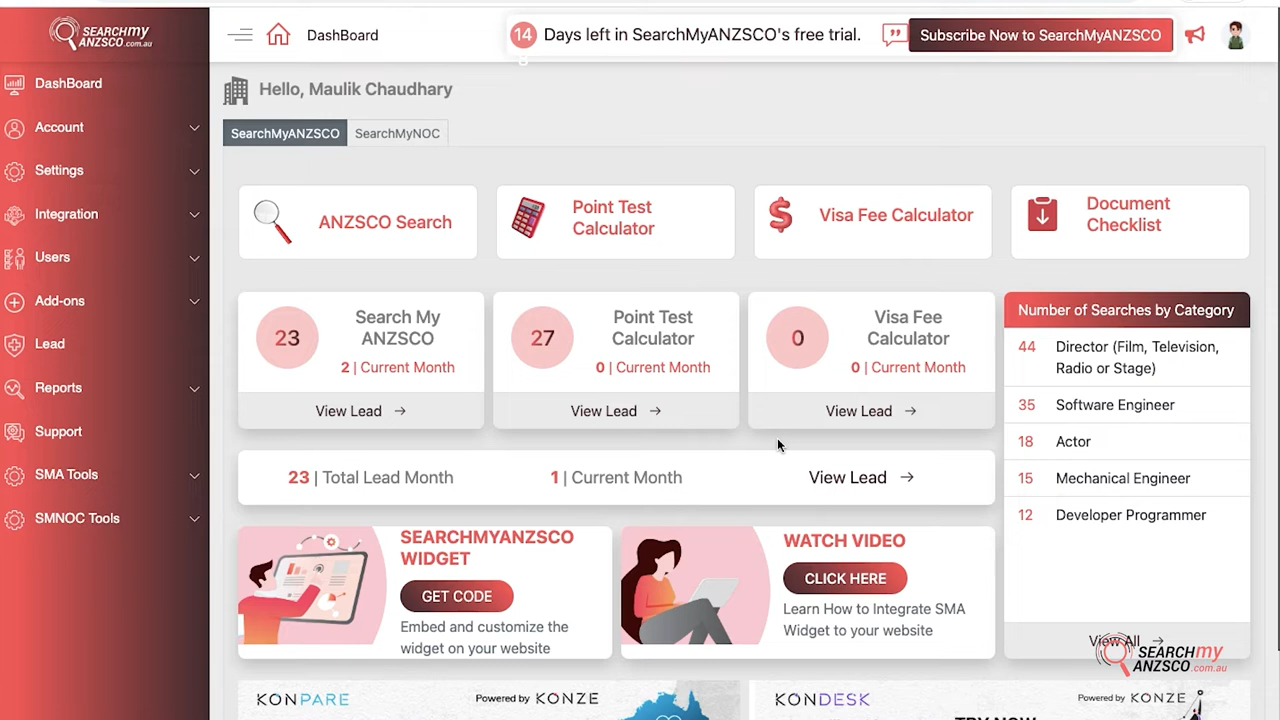 SEARCHmy
ANZSCO.com.au
DashBoard
14 Days left in SearchMyANZSCO's free trial.
Subscribe Now to SearchMyANZSCO
DashBoard
Account
Settings
Integration
Users
Add-ons
Lead
Reports
Support
SMA Tools
SMNOC Tools
Hello, Maulik Chaudhary
SearchMyANZSCO
SearchMyNOC
ANZSCO Search
Point Test
Calculator
Visa Fee Calculator
Document
Checklist
23
Search My
ANZSCO
2 | Current Month
View Lead →
27
Point Test
Calculator
0 | Current Month
View Lead →
0
Visa Fee
Calculator
0 | Current Month
View Lead →
Number of Searches by Category
44 Director (Film, Television,
Radio or Stage)
35 Software Engineer
18 Actor
15 Mechanical Engineer
12 Developer Programmer
View All →
23 | Total Lead Month
1 | Current Month
View Lead →
SEARCHMYANZSCO
WIDGET
GET CODE
Embed and customize the
widget on your website
WATCH VIDEO
CLICK HERE
Learn How to Integrate SMA
Widget to your website
SEARCHmy
ANZSCO.com.au
KONPARE
Powered by KONZE
KONDESK
Powered by KONZE
TRY NOW